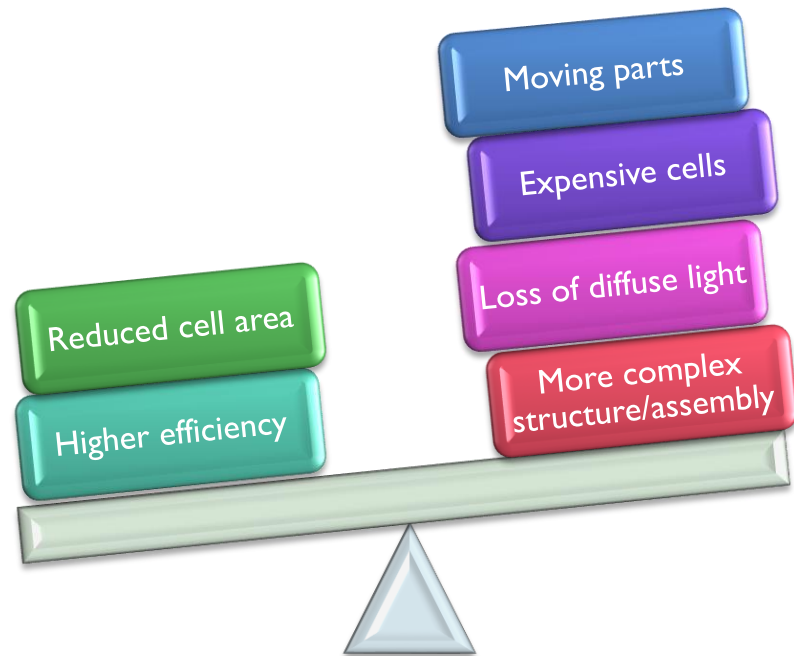 Moving parts
Expensive cells
Loss of diffuse light
More complex
structure/assembly
Reduced cell area
Higher efficiency